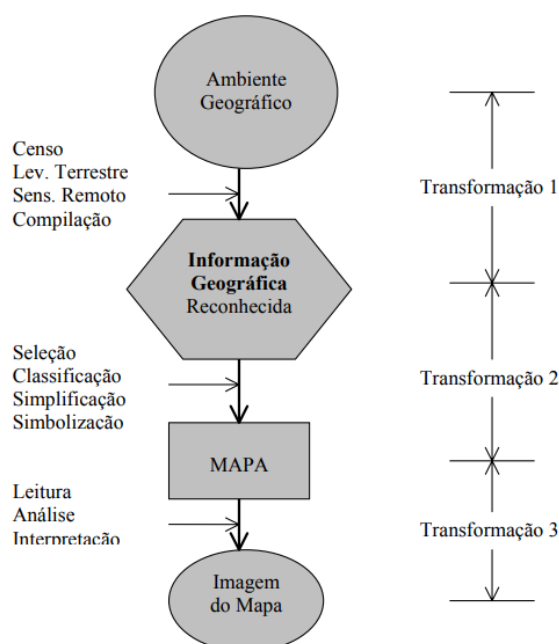 Ambiente
Geográfico
Censo
Lev. Terrestre
Sens. Remoto
Compilação
Transformação 1
Informação
Geográfica
Reconhecida
Seleção
Classificação
Simplificação
Simbolização
Transformação 2
MAPA
Leitura
Análise
Interpretação
Transformação 3
Imagem
do Mapa